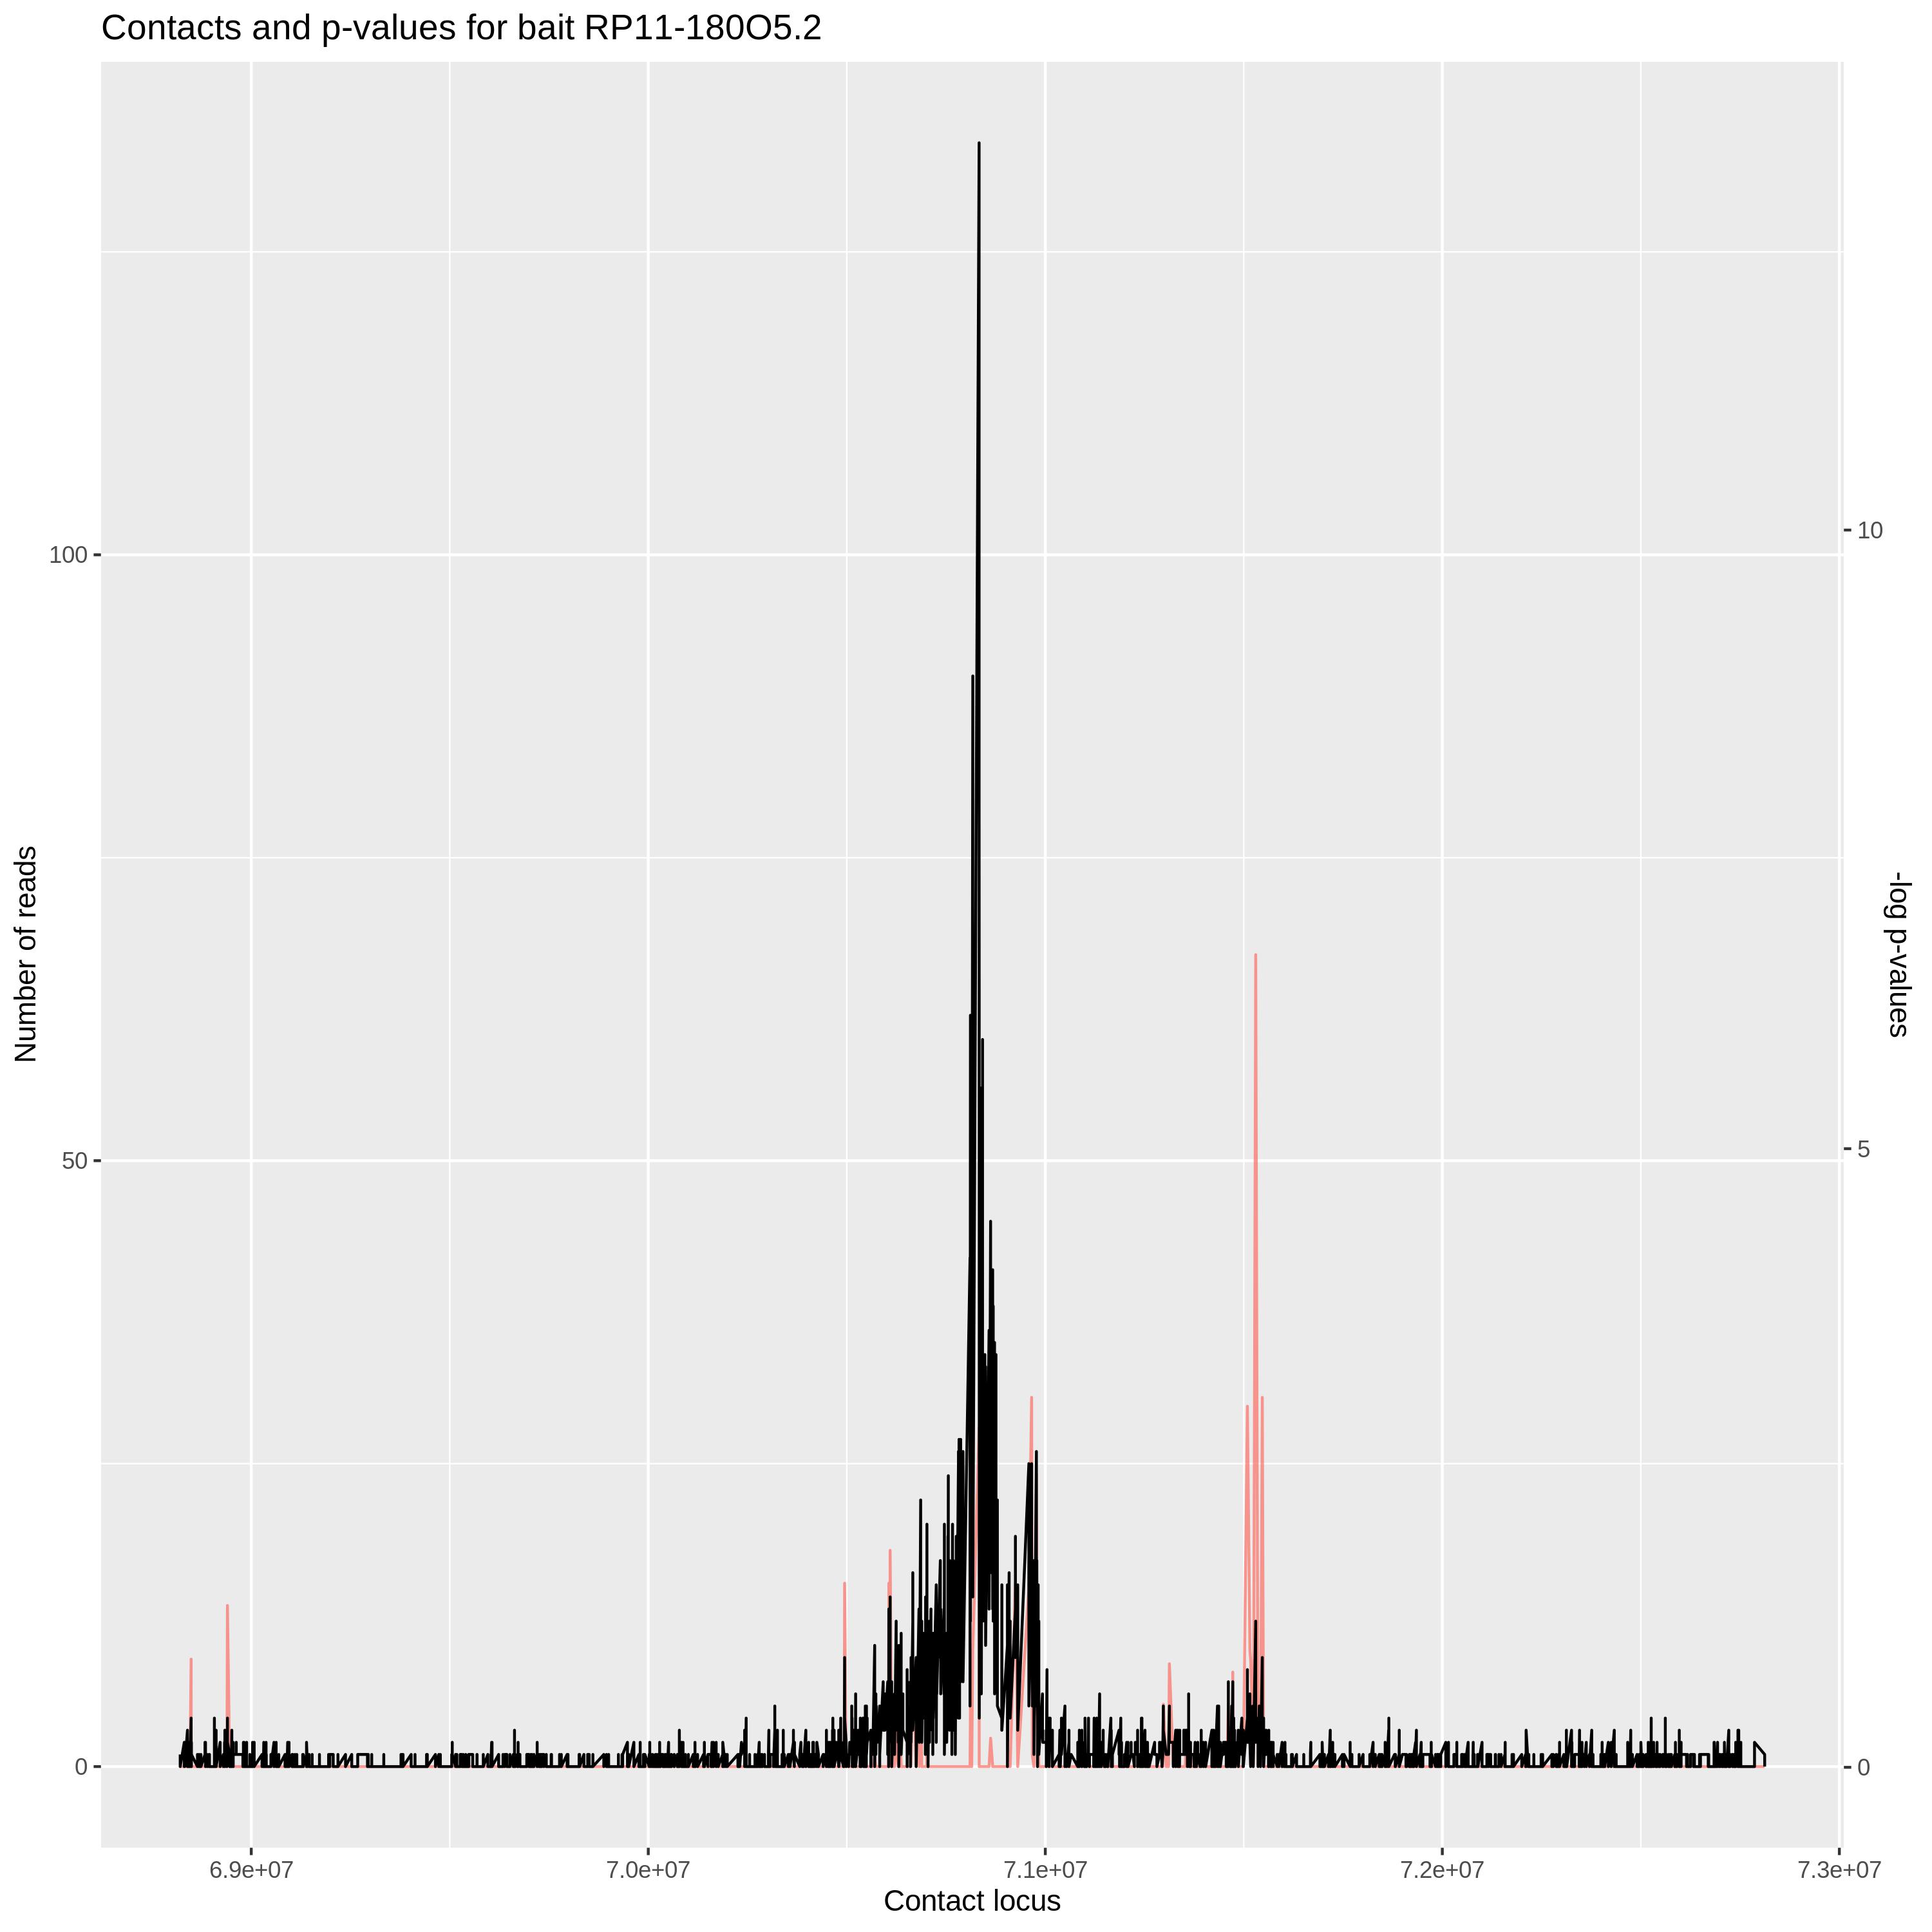 Contacts and p-values for bait RP11-180O5.2
Number of reads
100
50
0
10
5
0
-log p-values
6.9e+07
7.0e+07
7.1e+07
7.2e+07
7.3e+07
Contact locus